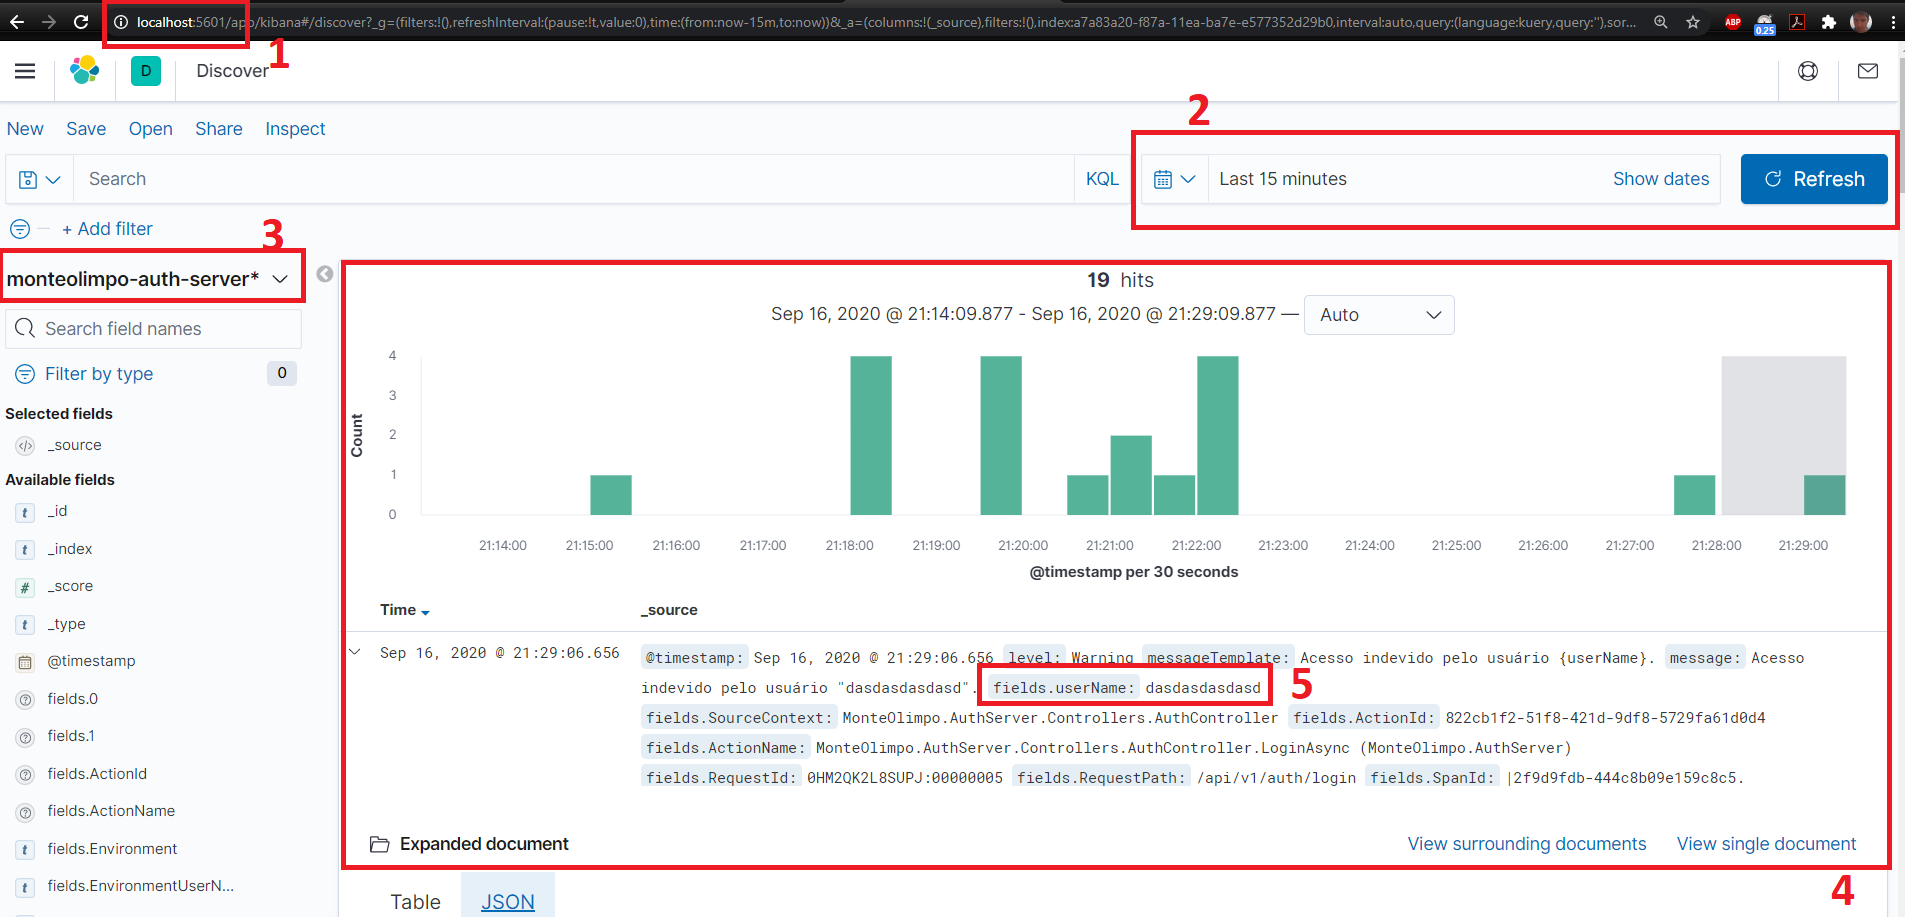 localhost:5601/app/kibana#/discover?_g=(filters:!(),refreshInterval:(pause:!t,value:0),time:(from:now-15m,to:now))&_a=(columns:!(_source),filters:!(),index:a7a83a20-f87a-11ea-ba7e-e577352d29b0,interval:auto,query:(language:kuery,query:''),sor...
ABP
0.25
1
D
Discover
New Save Open Share Inspect
2
Search
KQL
Last 15 minutes
Show dates
Refresh
+ Add filter
3
monteolimpo-auth-server*
Search field names
Filter by type
0
Selected fields
</> _source
Available fields
t _id
t _index
# _score
t _type
@timestamp
? fields.0
? fields.1
? fields.ActionId
? fields.ActionName
t fields.Environment
t fields.EnvironmentUserN...
19 hits
Sep 16, 2020 @ 21:14:09.877 - Sep 16, 2020 @ 21:29:09.877 —
Auto
4
3
2
1
0
Count
21:14:00 21:15:00 21:16:00 21:17:00 21:18:00 21:19:00 21:20:00 21:21:00 21:22:00 21:23:00 21:24:00 21:25:00 21:26:00 21:27:00 21:28:00 21:29:00
@timestamp per 30 seconds
Time _source
Sep 16, 2020 @ 21:29:06.656
@timestamp: Sep 16, 2020 @ 21:29:06.656 level: Warning messageTemplate: Acesso indevido pelo usuário {userName}. message: Acesso
indevido pelo usuário "dasdasdasdasd". fields.userName: dasdasdasdasd
5
fields.SourceContext: MonteOlimpo.AuthServer.Controllers.AuthController fields.ActionId: 822cb1f2-51f8-421d-9df8-5729fa61d0d4
fields.ActionName: MonteOlimpo.AuthServer.Controllers.AuthController.LoginAsync (MonteOlimpo.AuthServer)
fields.RequestId: 0HM2QK2L8SUPJ:00000005 fields.RequestPath: /api/v1/auth/login fields.SpanId: |2f9d9fdb-444c8b09e159c8c5.
Expanded document
View surrounding documents View single document
4
Table JSON